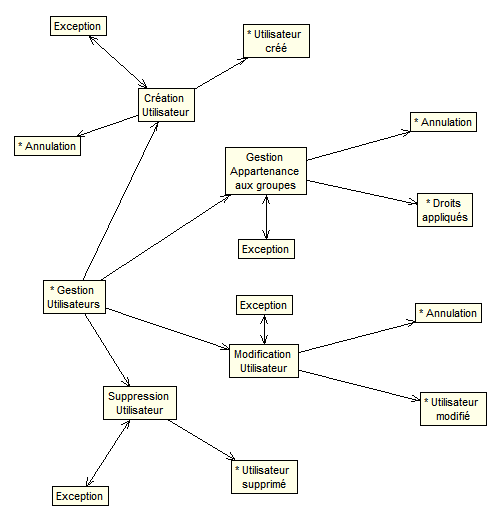 Exception
* Utilisateur
créé
Création
Utilisateur
* Annulation
* Annulation
Gestion
Appartenance
aux groupes
* Droits
appliqués
Exception
* Gestion
Utilisateurs
Exception
* Annulation
Modification
Utilisateur
Suppression
Utilisateur
* Utilisateur
modifié
* Utilisateur
supprimé
Exception